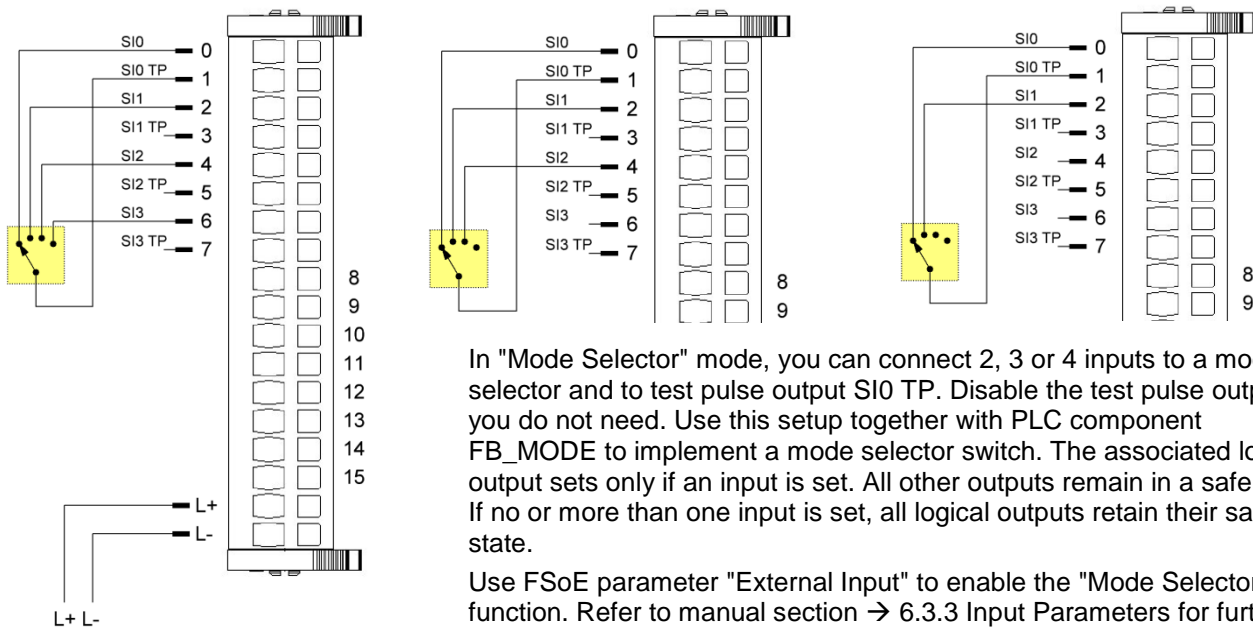 SI0
0
SI0 TP
1
SI1
2
SI1 TP
3
SI2
4
SI2 TP
5
SI3
6
SI3 TP
7
8
9
10
11
12
13
14
15
L+
L-
L+ L-
SI0
0
SI0 TP
1
SI1
2
SI1 TP
3
SI2
4
SI2 TP
5
SI3
6
SI3 TP
7
8
9
SI0
0
SI0 TP
1
SI1
2
SI1 TP
3
SI2
4
SI2 TP
5
SI3
6
SI3 TP
7
8
9
In "Mode Selector" mode, you can connect 2, 3 or 4 inputs to a
selector and to test pulse output SI0 TP. Disable the test pulse
you do not need. Use this setup together with PLC component
FB_MODE to implement a mode selector switch. The associated
output sets only if an input is set. All other outputs remain in a safe
If no or more than one input is set, all logical outputs retain their
state.
Use FSoE parameter "External Input" to enable the "Mode Selector
function. Refer to manual section → 6.3.3 Input Parameters for